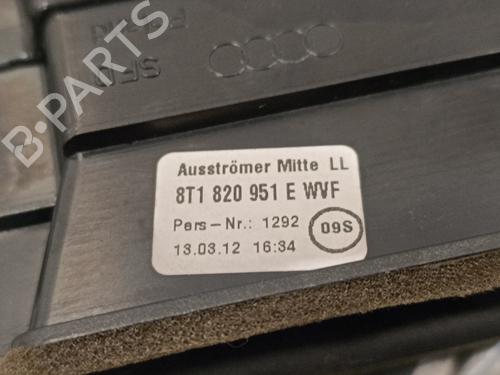 B-PARTS
Ausströmer Mitte LL
8T1 820 951 E WVF
Pers-Nr.: 1292
09S
13.03.12 16:34